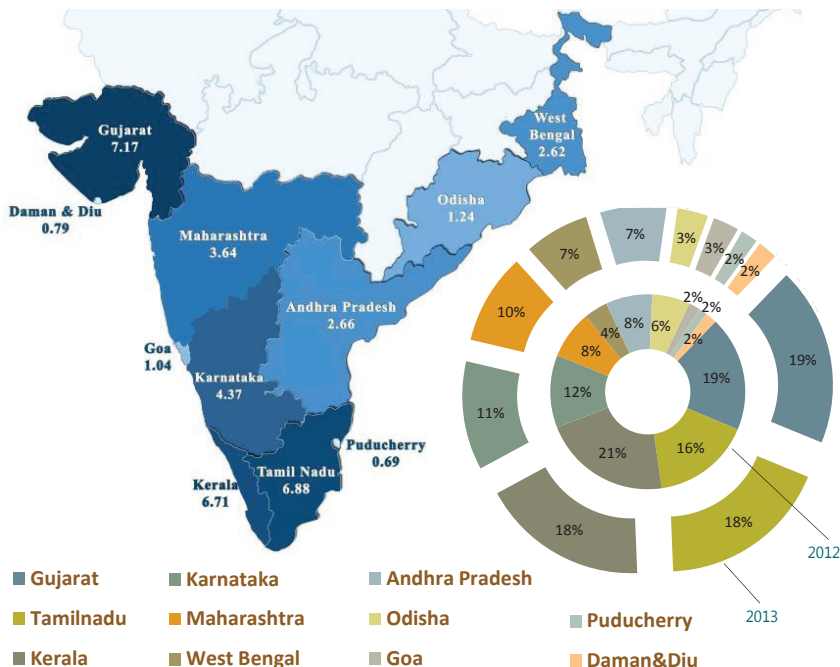 Gujarat
7.17
Daman & Diu
0.79
Maharashtra
3.64
West
Bengal
2.62
Odisha
1.24
Andhra Pradesh
2.66
Goa
1.04
Karnataka
4.37
Puducherry
0.69
Kerala
6.71
Tamil Nadu
6.88
7%
7%
3%
3%
2%
2%
10%
19%
11%
18%
18%
4%
8%
6%
2%
2%
2%
8%
19%
12%
16%
21%
2012
2013
Gujarat
Karnataka
Andhra Pradesh
Tamilnadu
Maharashtra
Odisha
Puducherry
Kerala
West Bengal
Goa
Daman&Diu